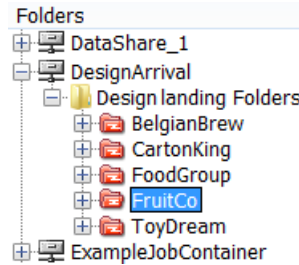 Folders
DataShare_1
DesignArrival
Design landing Folders
BelgianBrew
CartonKing
FoodGroup
FruitCo
ToyDream
ExampleJobContainer